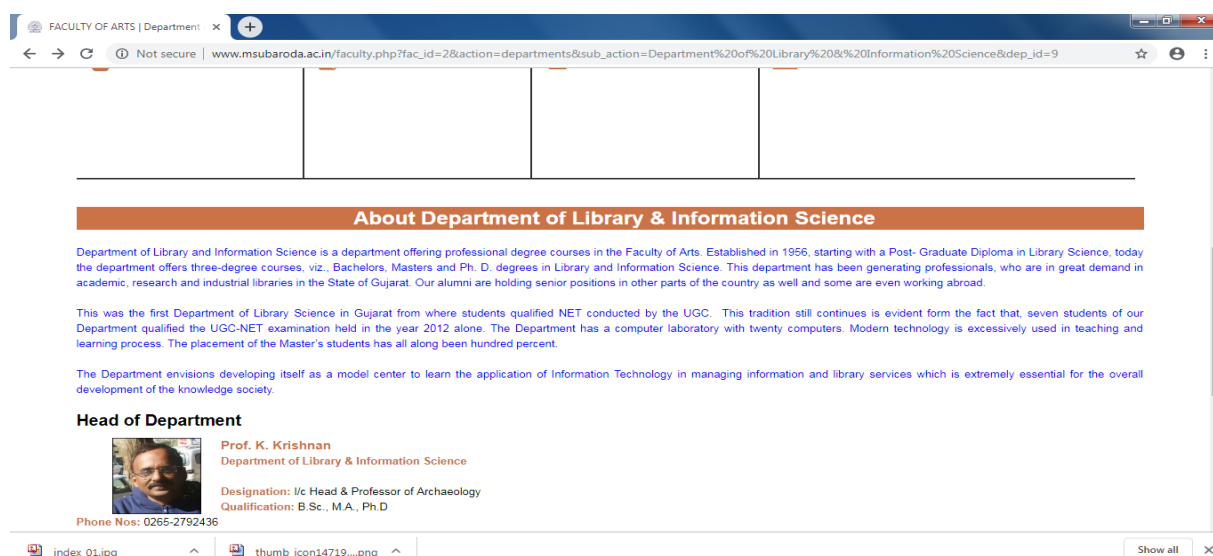 FACULTY OF ARTS | Department
Not secure | www.msubaroda.ac.in/faculty.php?fac_id=2&action=departments&sub_action=Department%20of%20Library%20&%20Information%20Science&dep_id=9
About Department of Library & Information Science
Department of Library and Information Science is a department offering professional degree courses in the Faculty of Arts. Established in 1956, starting with a Post- Graduate Diploma in Library Science, today
the department offers three-degree courses, viz., Bachelors, Masters and Ph. D. degrees in Library and Information Science. This department has been generating professionals, who are in great demand in
academic, research and industrial libraries in the State of Gujarat. Our alumni are holding senior positions in other parts of the country as well and some are even working abroad.
This was the first Department of Library Science in Gujarat from where students qualified NET conducted by the UGC. This tradition still continues is evident form the fact that, seven students of our
Department qualified the UGC-NET examination held in the year 2012 alone. The Department has a computer laboratory with twenty computers. Modern technology is excessively used in teaching and
learning process. The placement of the Master's students has all along been hundred percent.
The Department envisions developing itself as a model center to learn the application of Information Technology in managing information and library services which is extremely essential for the overall
development of the knowledge society.
Head of Department
Prof. K. Krishnan
Department of Library & Information Science
Designation: I/c Head & Professor of Archaeology
Qualification: B.Sc., M.A., Ph.D
Phone Nos: 0265-2792436
index_01.jpg
thumb_icon14719....png
Show all